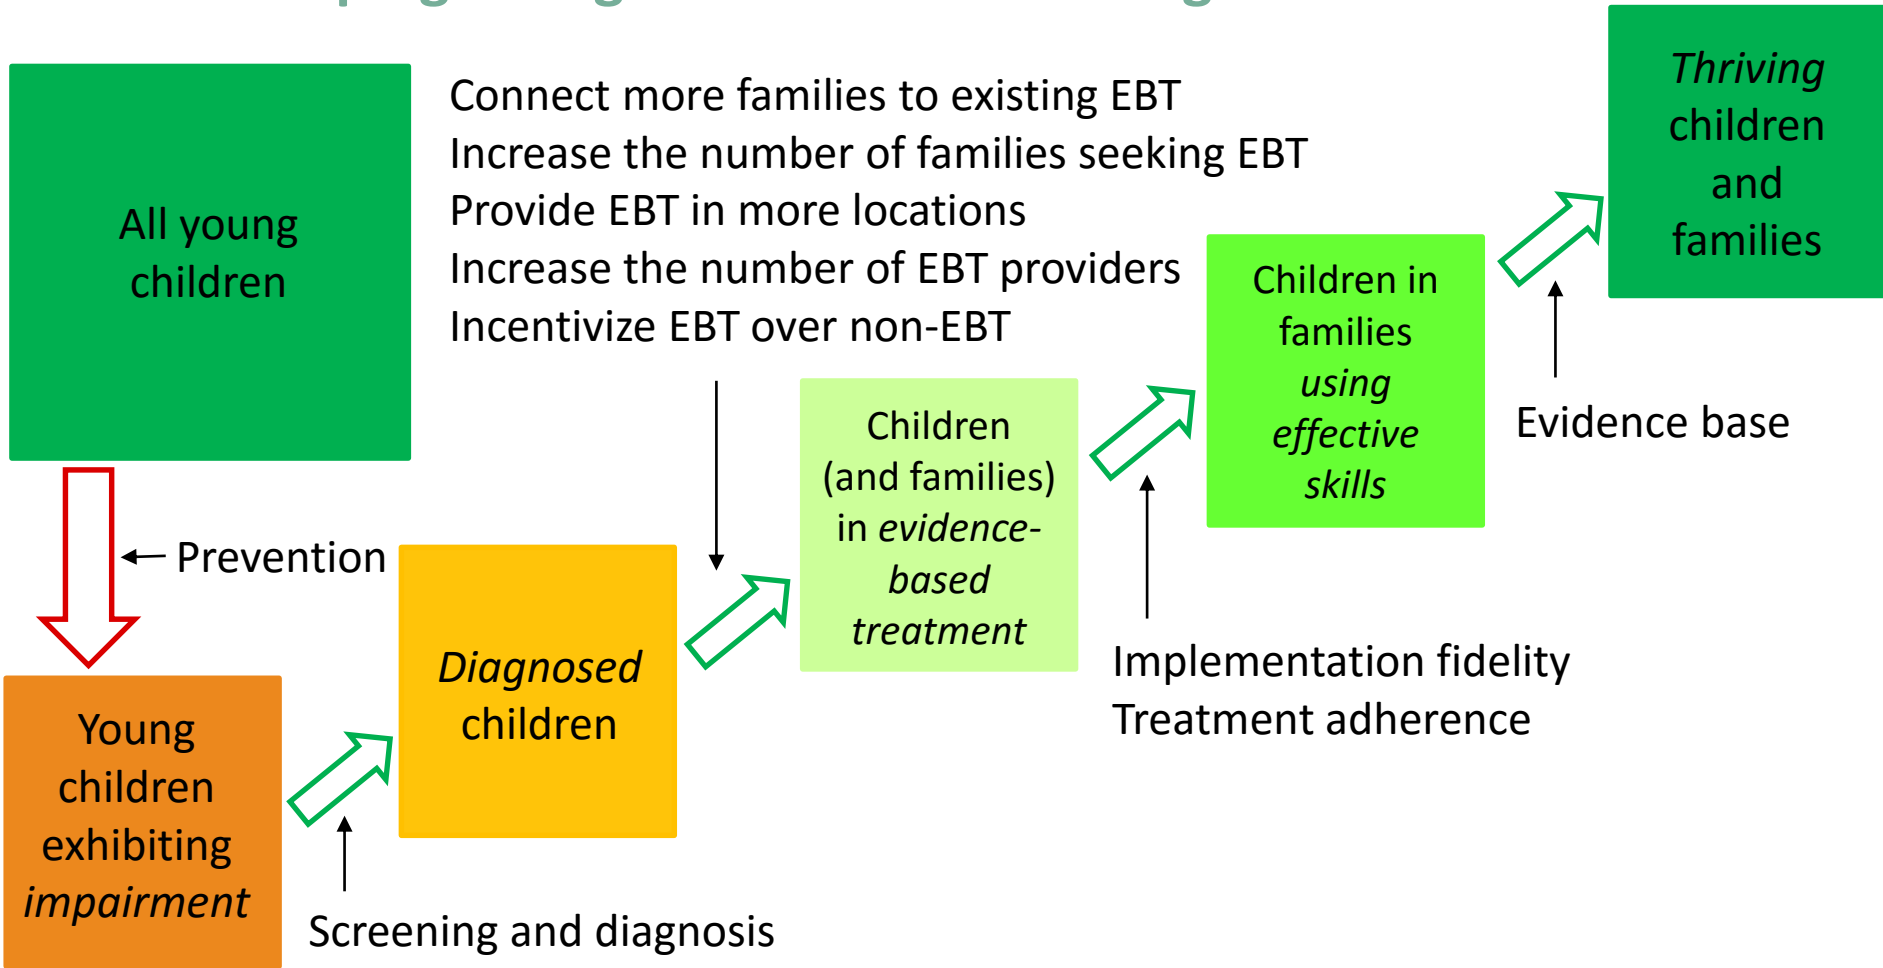 All young
children
Connect more families to existing EBT
Increase the number of families seeking EBT
Provide EBT in more locations
Increase the number of EBT providers
Incentivize EBT over non-EBT
Thriving
children
and
families
Children in
families
using
effective
skills
Evidence base
Children
(and families)
in evidence-
based
treatment
Implementation fidelity
Treatment adherence
Prevention
Diagnosed
children
Young
children
exhibiting
impairment
Screening and diagnosis